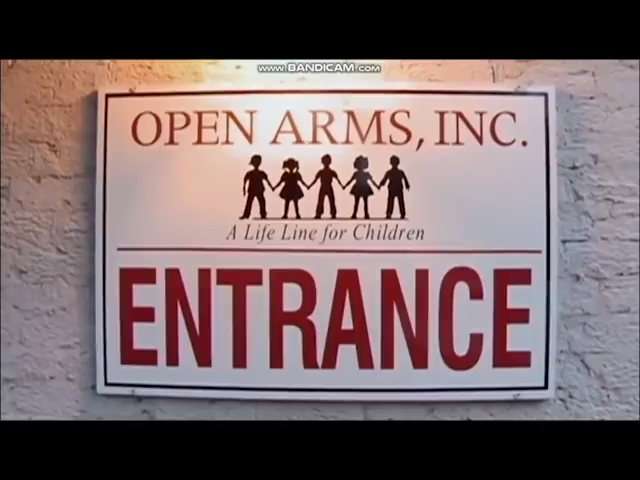 www.BANDICAM.com
OPEN ARMS, INC.
A Life Line for Children
ENTRANCE